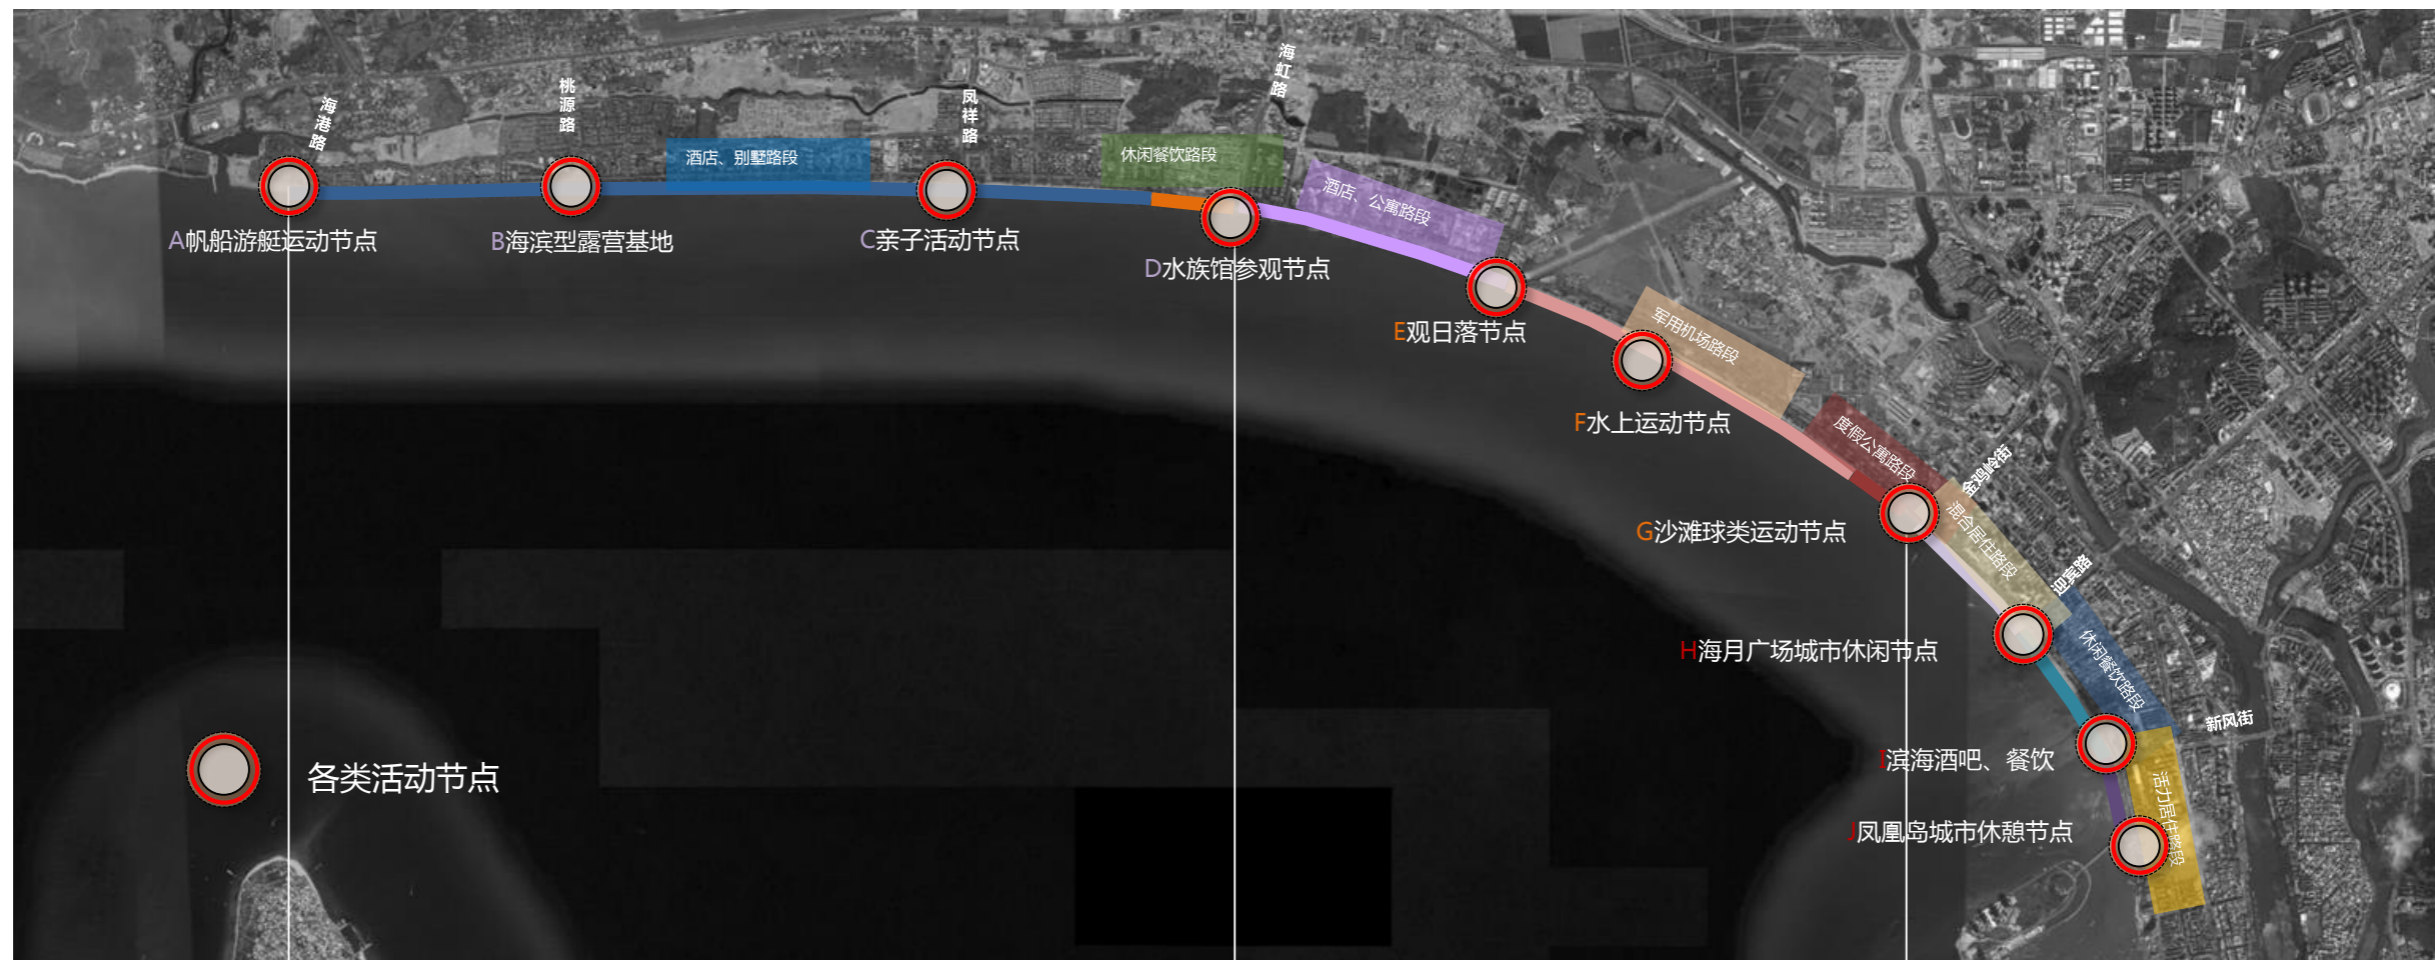 海港路
桃源路
凤祥路
海虹路
酒店、别墅路段
休闲餐饮路段
酒店、公寓路段
A帆船游艇运动节点
B海滨型露营基地
C亲子活动节点
D水族馆参观节点
E观日落节点
军用机场路段
F水上运动节点
度假公寓路段
金鸡岭街
G沙滩球类运动节点
混合居住路段
迎宾路
H海月广场城市休闲节点
休闲餐饮路段
新风街
I滨海酒吧、餐饮
活力居住路段
J凤凰岛城市休憩节点
各类活动节点